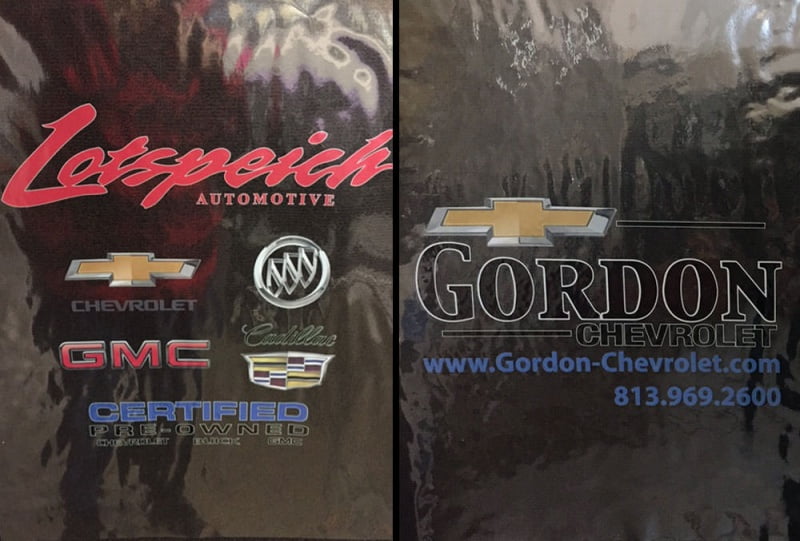 Lotspeich
AUTOMOTIVE
CHEVROLET
GMC
Cadillac
CERTIFIED
PRE-OWNED
CHEVROLET BUICK GMC
GORDON
CHEVROLET
www.Gordon-Chevrolet.com
813.969.2600